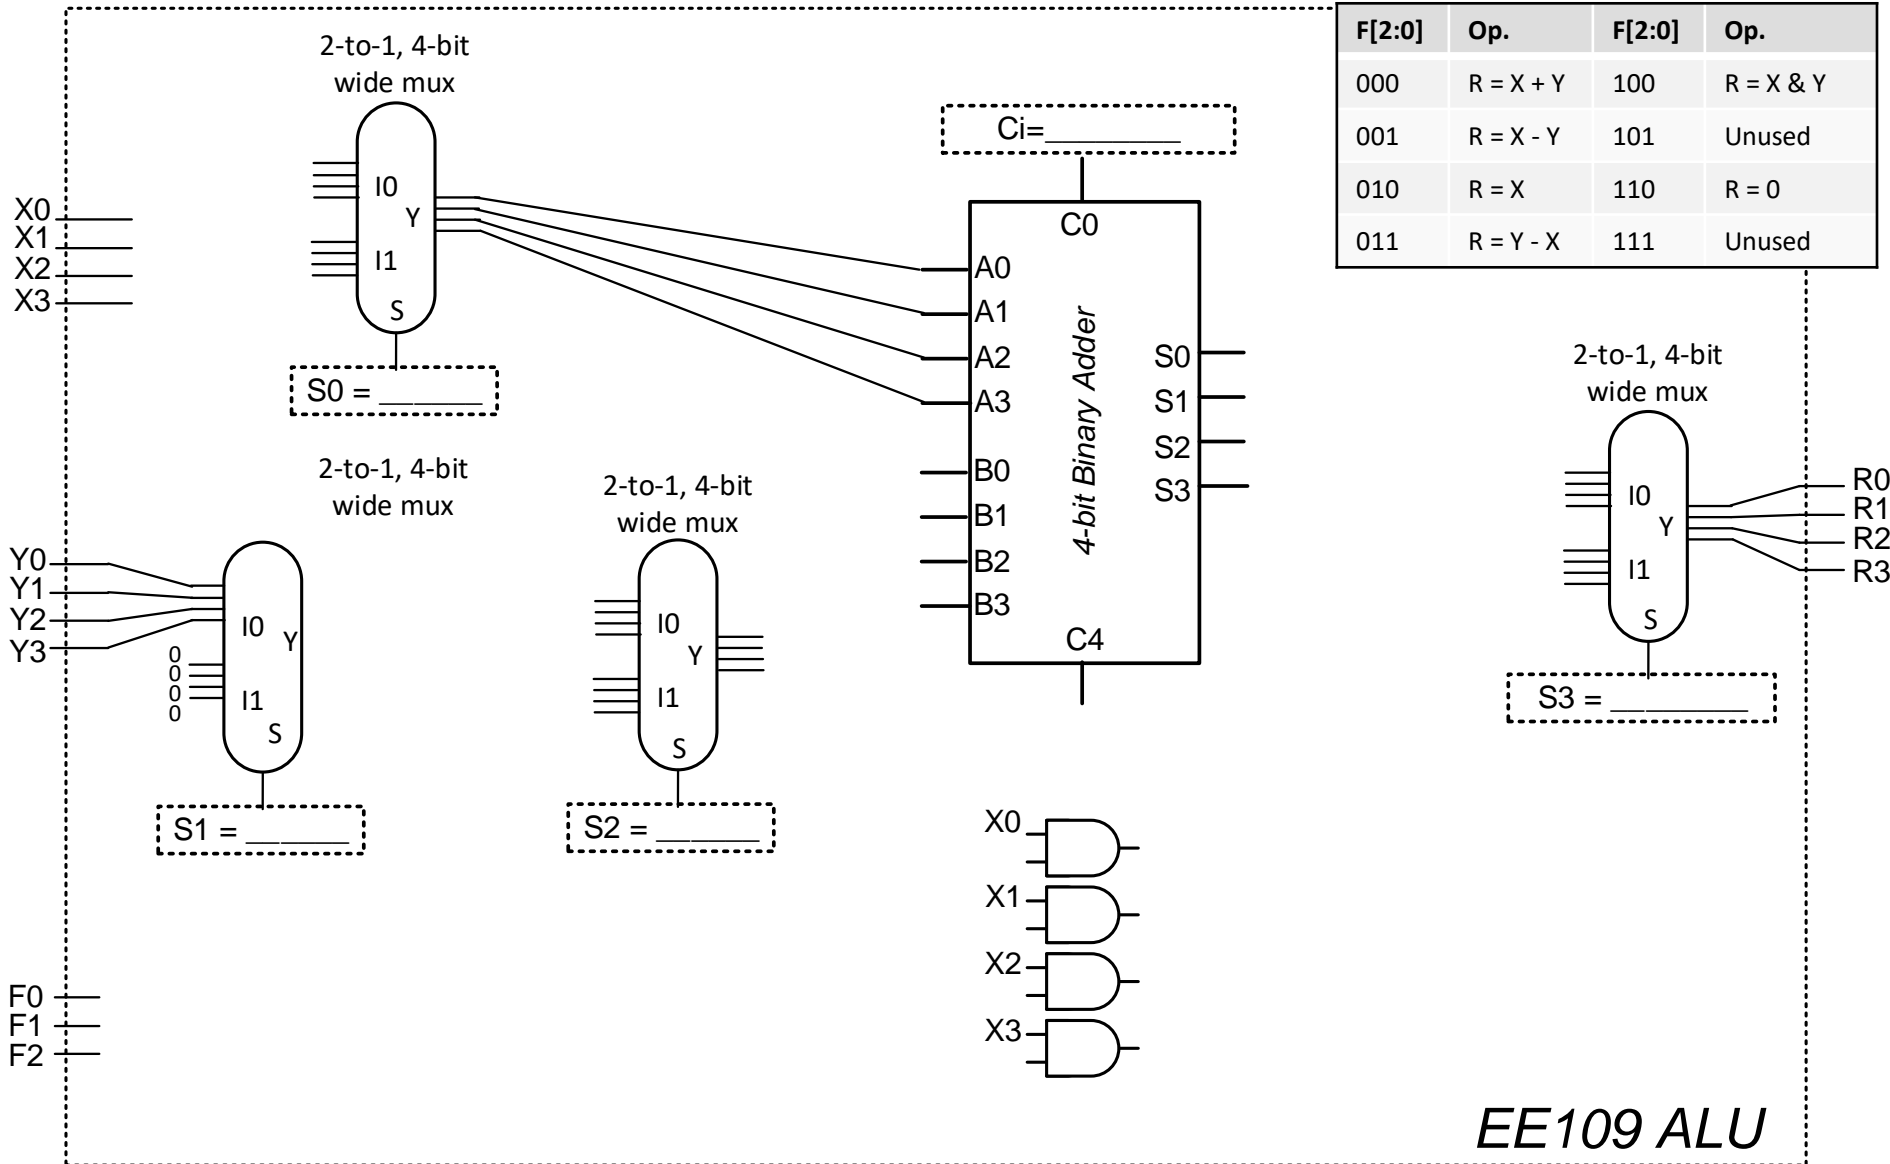 F[2:0] Op. F[2:0] Op.
000 R = X + Y 100 R = X & Y
001 R = X - Y 101 Unused
010 R = X 110 R = 0
011 R = Y - X 111 Unused
2-to-1, 4-bit
wide mux
I0
Y
I1
S
S0 = ______
X0
X1
X2
X3
Ci=________
C0
A0
A1
A2
A3
B0
B1
B2
B3
C4
4-bit Binary Adder
S0
S1
S2
S3
2-to-1, 4-bit
wide mux
Y0
Y1
Y2
Y3
0
0
0
0
I0
Y
I1
S
S1 = ______
2-to-1, 4-bit
wide mux
I0
Y
I1
S
S2 = ______
2-to-1, 4-bit
wide mux
I0
Y
I1
S
S3 = ________
R0
R1
R2
R3
X0
X1
X2
X3
F0
F1
F2
EE109 ALU